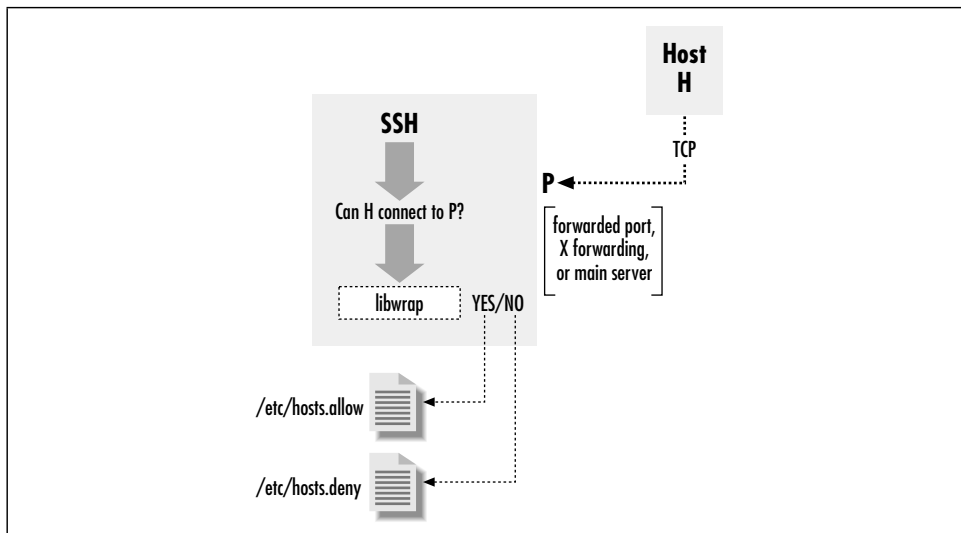 Host
H
SSH
TCP
P
Can H connect to P?
forwarded port,
X forwarding,
or main server
libwrap
YES/NO
/etc/hosts.allow
/etc/hosts.deny